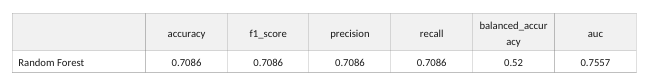 accuracy f1_score precision recall balanced_accur
acy auc
Random Forest 0.7086 0.7086 0.7086 0.7086 0.52 0.7557